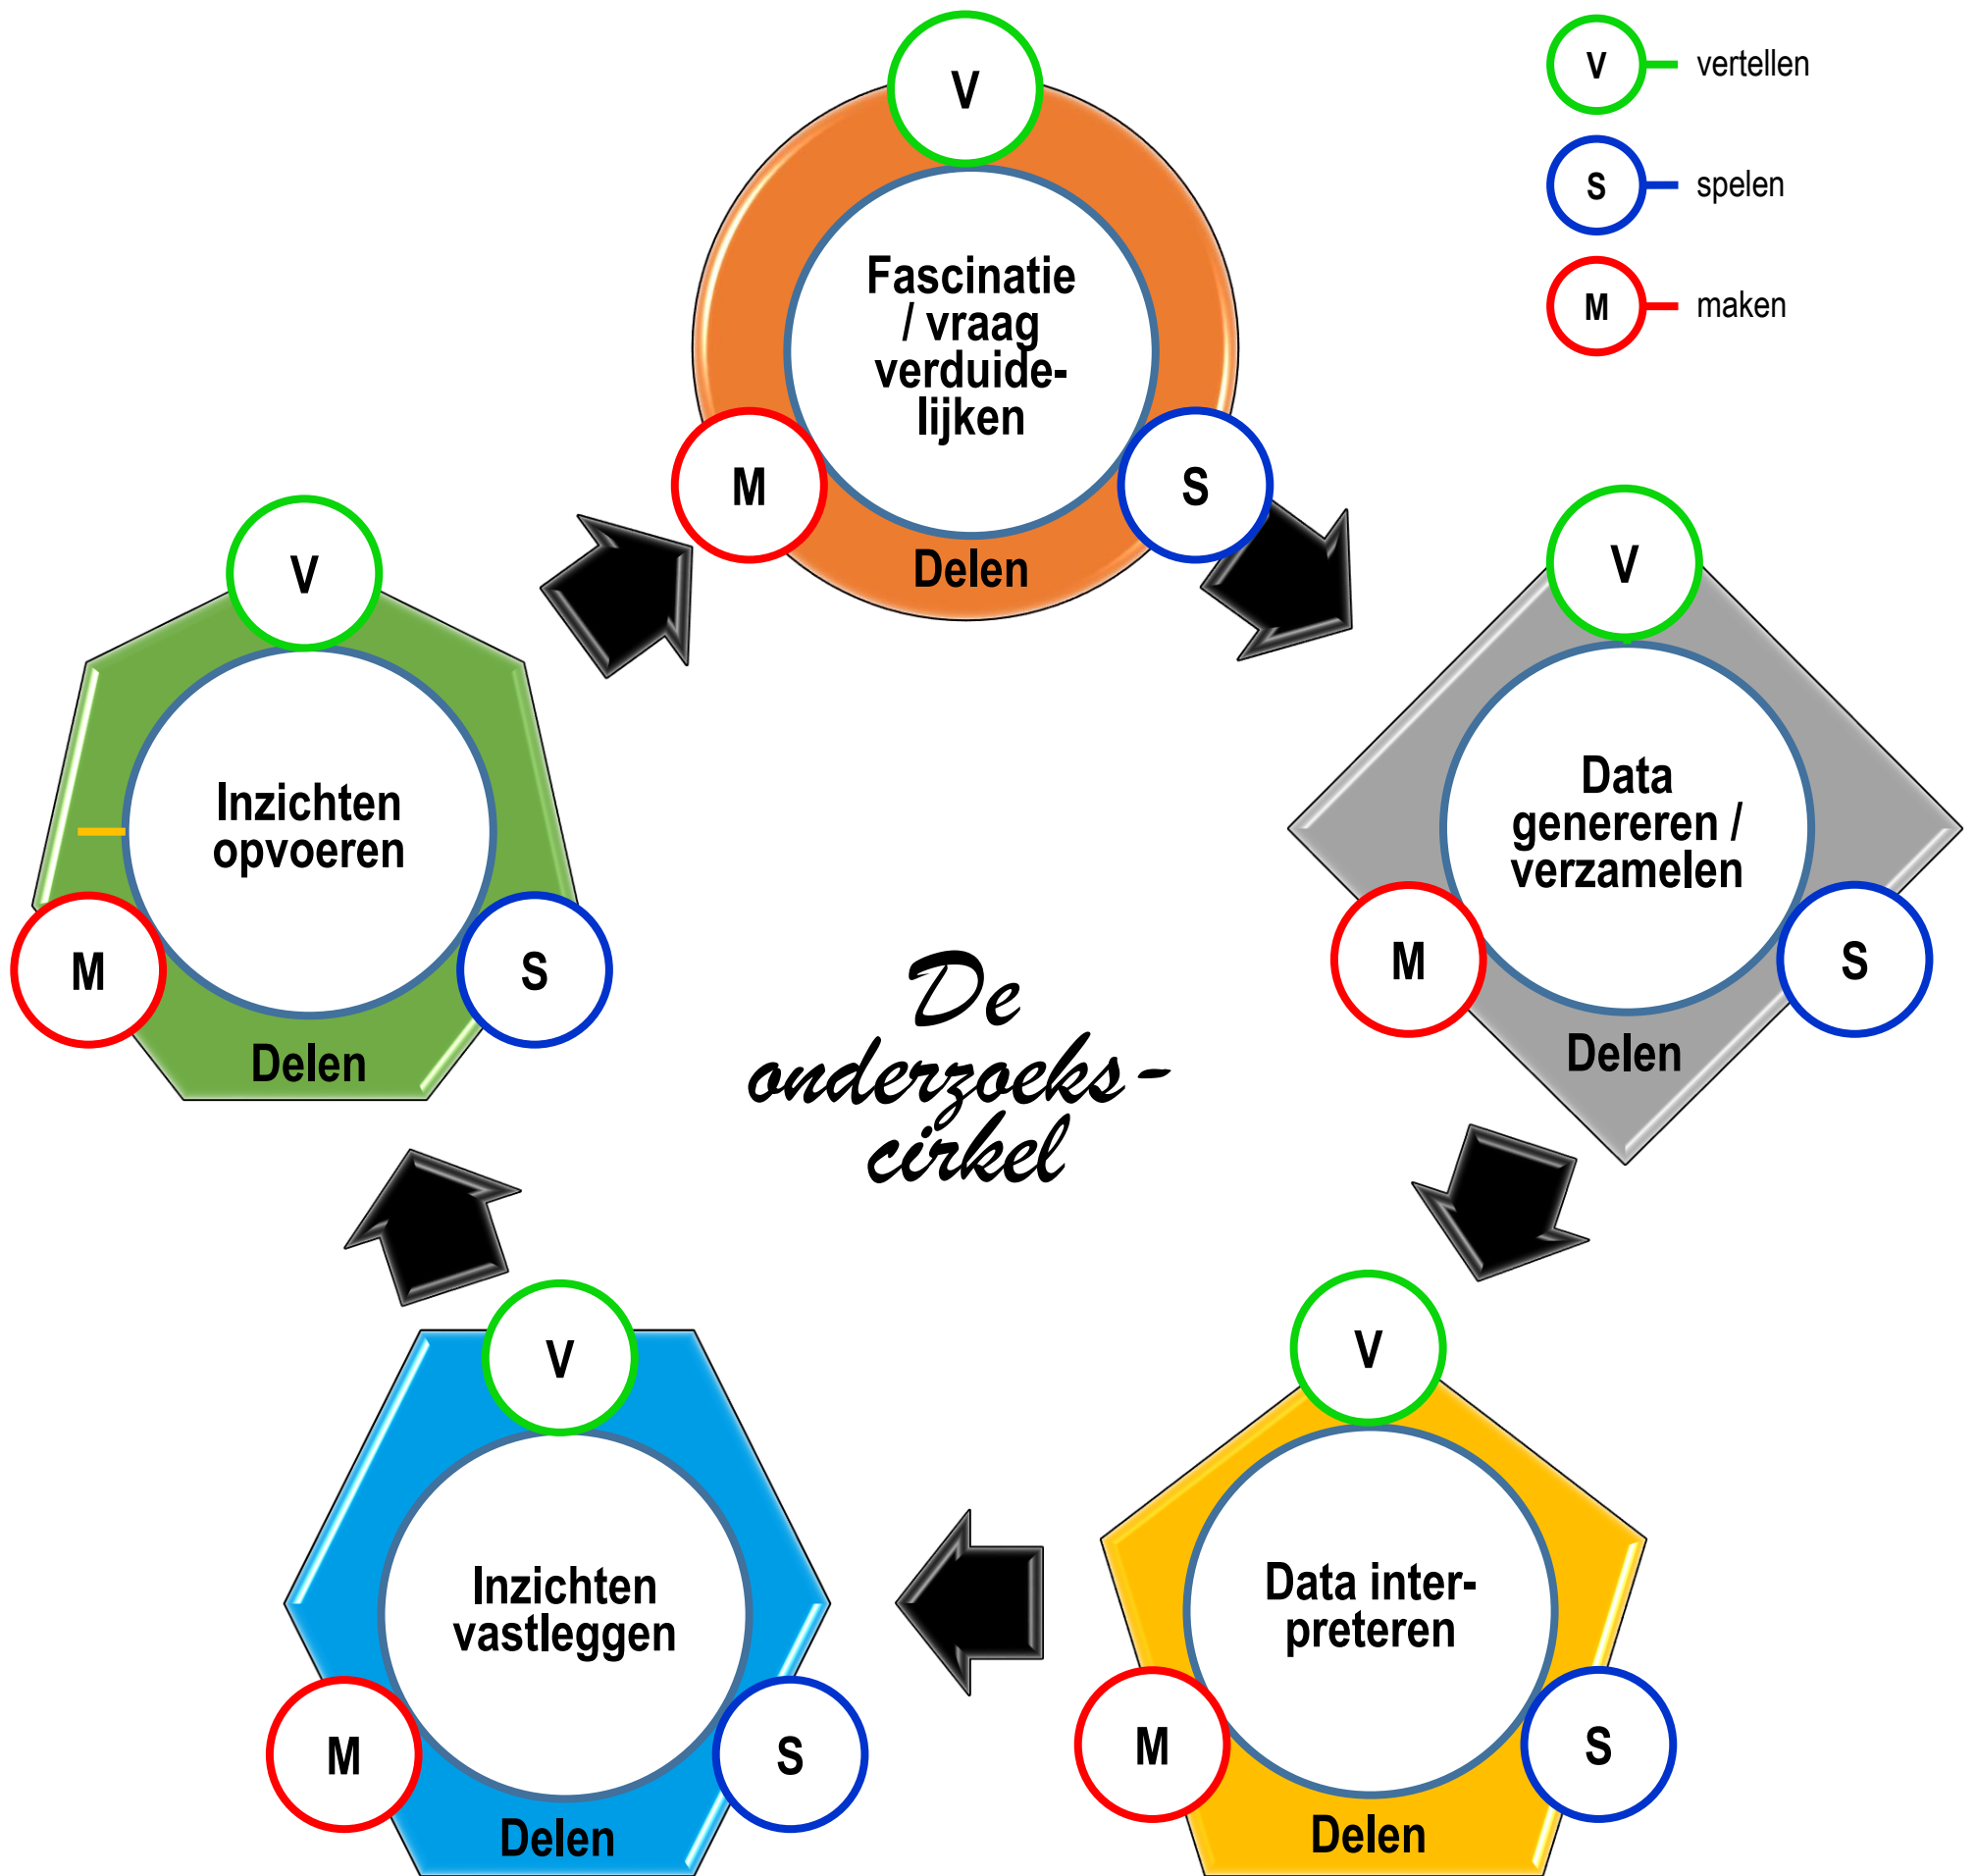 V
vertellen
S
spelen
M
maken
V
Fascinatie
/ vraag
verduide-
lijken
M
S
Delen
V
Data
genereren /
verzamelen
M
S
Delen
V
Data inter-
preteren
M
S
Delen
V
Inzichten
vastleggen
M
S
Delen
V
Inzichten
opvoeren
M
S
Delen
De
onderzoeks-
cirkel